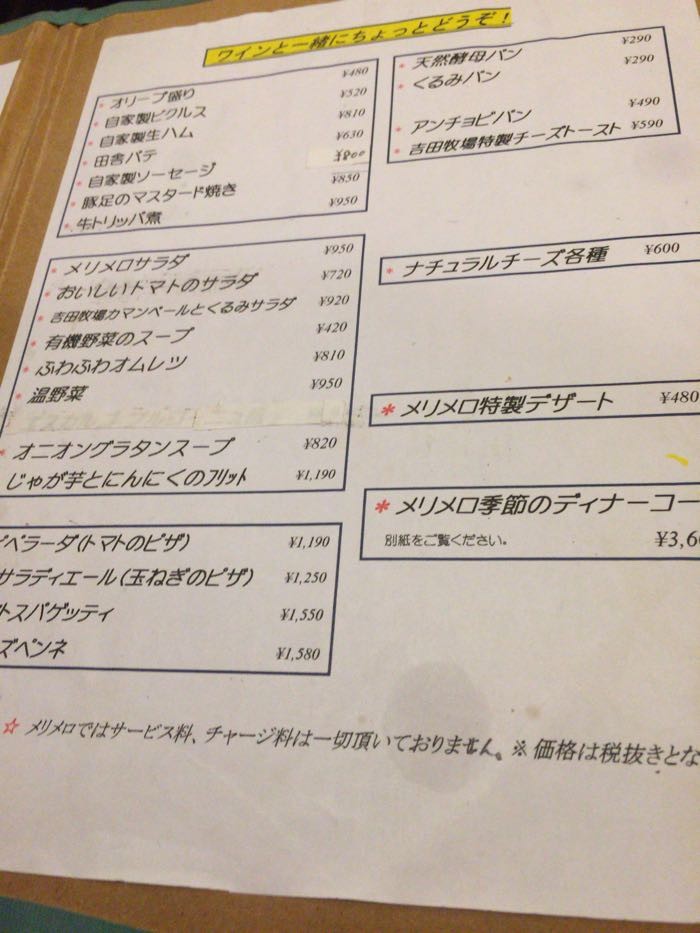 ワインと一緒にちょっとどうぞ！
* オリーブ盛り ¥480
* 自家製ピクルス ¥520
* 自家製生ハム ¥810
* 田舎パテ ¥630
* 自家製ソーセージ ¥800
* 豚足のマスタード焼き ¥850
* 牛トリッパ煮 ¥950
* メリメロサラダ ¥950
* おいしいトマトのサラダ ¥720
* 吉田牧場カマンベールとくるみサラダ ¥920
* 有機野菜のスープ ¥420
* ふわふわオムレツ ¥810
* 温野菜 ¥950
* オニオングラタンスープ ¥820
じゃが芋とにんにくのフリット ¥1,190
ペラーダ(トマトのピザ) ¥1,190
サラディエール(玉ねぎのピザ) ¥1,250
トスパゲッティ ¥1,550
ズペンネ ¥1,580
* 天然酵母パン ¥290
* くるみパン ¥290
* アンチョビパン ¥490
* 吉田牧場特製チーズトースト ¥590
* ナチュラルチーズ各種 ¥600
* メリメロ特製デザート ¥480
* メリメロ季節のディナーコー
別紙をご覧ください。 ¥3,6
☆ メリメロではサービス料、チャージ料は一切頂いておりません。※価格は税抜きとな